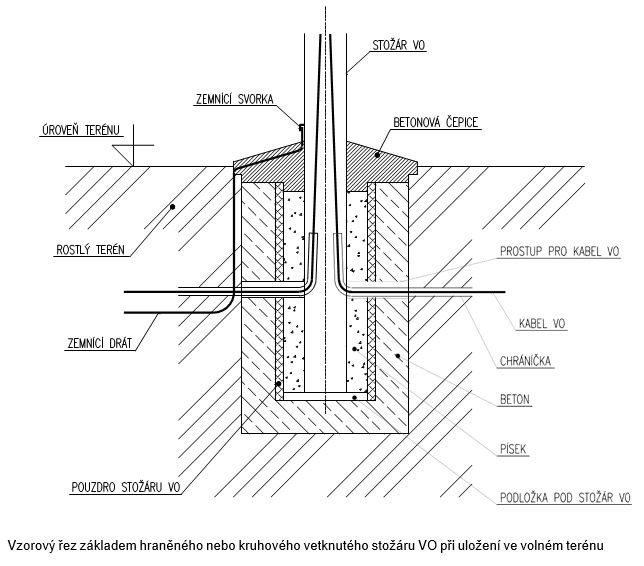 STOŽÁR VO
ZEMNÍCÍ SVORKA
BETONOVÁ ČEPICE
ÚROVEŇ TERÉNU
ROSTLÝ TERÉN
PROSTUP PRO KABEL VO
KABEL VO
ZEMNÍCÍ DRÁT
CHRÁNÍČKA
BETON
PÍSEK
POUZDRO STOŽÁRU VO
PODLOŽKA POD STOŽÁR VO
Vzorový řez základem hraněného nebo kruhového vetknutého stožáru VO při uložení ve volném terénu